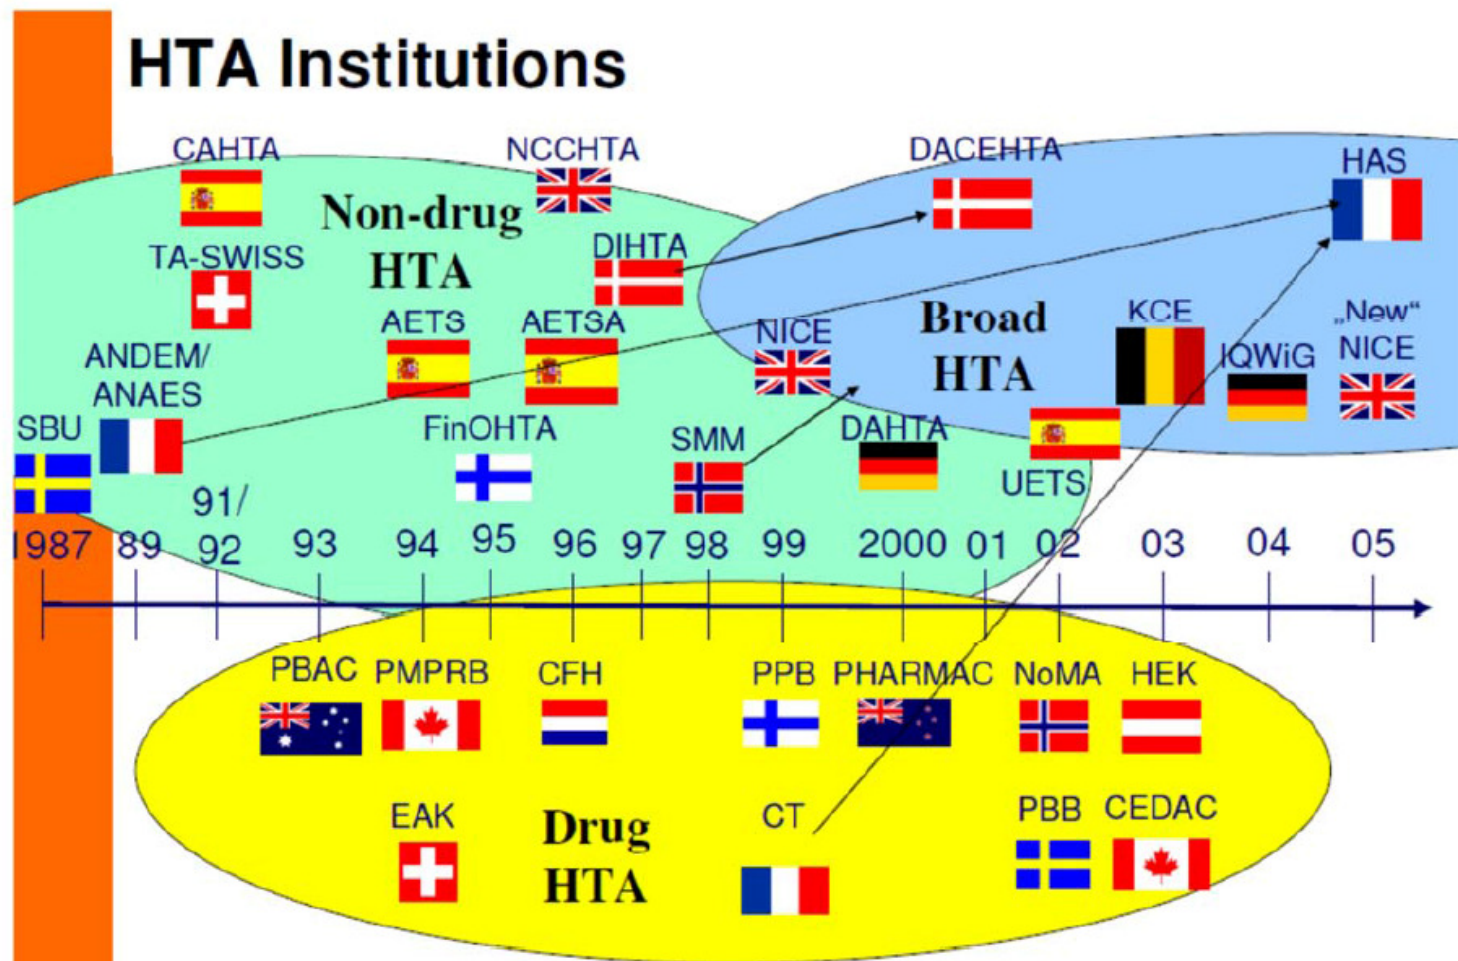 HTA Institutions
CAHTA
NCCHTA
DACEHTA
HAS
Non-drug
HTA
TA-SWISS
DIHTA
AETS
AETSA
NICE
Broad
HTA
KCE
IQWiG
„New“
NICE
ANDEM/
ANAES
SBU
FinOHTA
SMM
DAHTA
UETS
91/
1987 89 92 93 94 95 96 97 98 99 2000 01 02 03 04 05
PBAC
PMPRB
CFH
PPB
PHARMAC
NoMA
HEK
EAK
Drug
HTA
CT
PBB
CEDAC